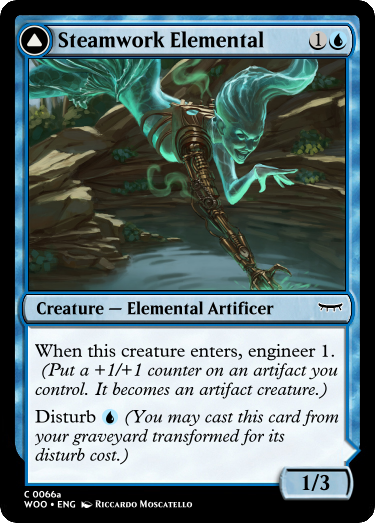 Steamwork Elemental 1
Creature — Elemental Artificer
When this creature enters, engineer 1.
(Put a +1/+1 counter on an artifact you
control. It becomes an artifact creature.)
Disturb (You may cast this card from
your graveyard transformed for its
disturb cost.)
1/3
C 0066a
WOO • ENG Riccardo Moscatello